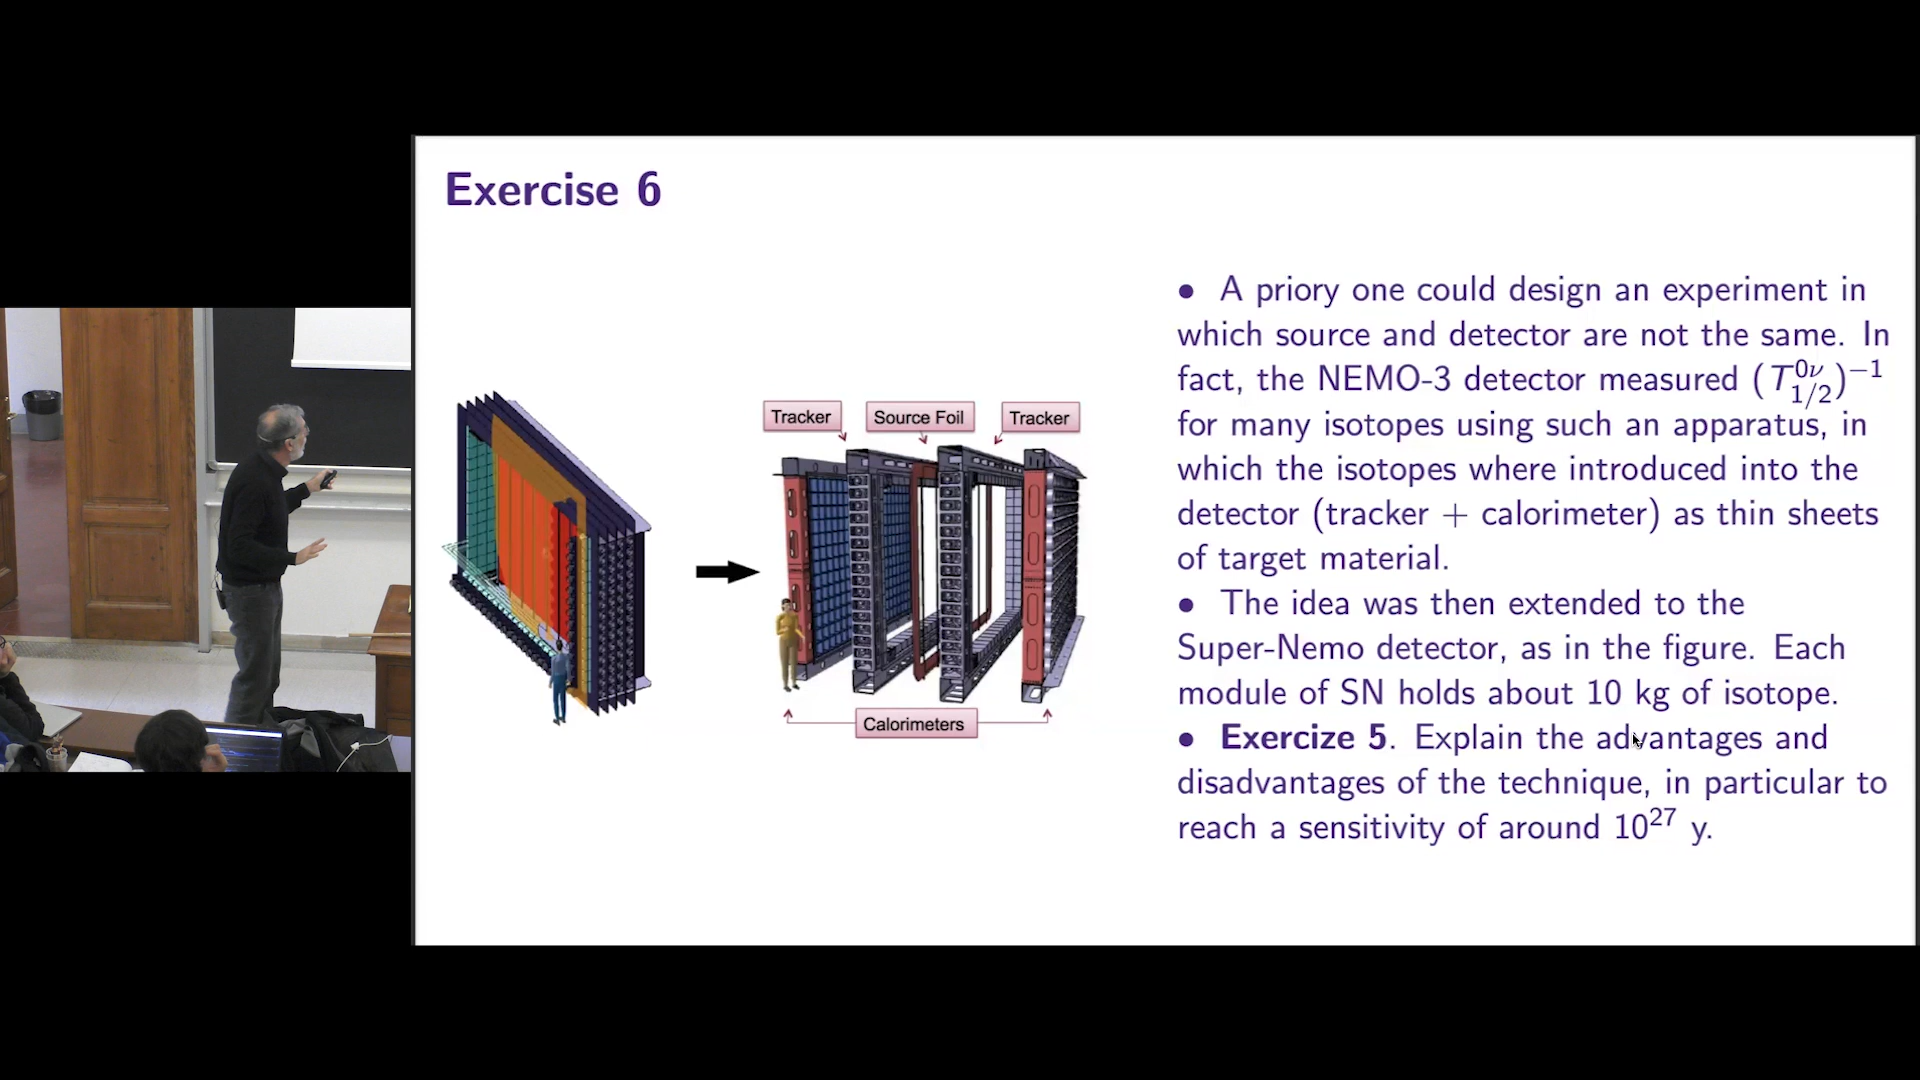 Exercise 6
• A priory one could design an experiment in
which source and detector are not the same. In
fact, the NEMO-3 detector measured (T^{0ν}_{1/2})^{−1}
for many isotopes using such an apparatus, in
which the isotopes where introduced into the
detector (tracker + calorimeter) as thin sheets
of target material.
• The idea was then extended to the
Super-Nemo detector, as in the figure. Each
module of SN holds about 10 kg of isotope.
• Exercize 5. Explain the advantages and
disadvantages of the technique, in particular to
reach a sensitivity of around 10^{27} y.
Tracker
Source Foil
Tracker
Calorimeters